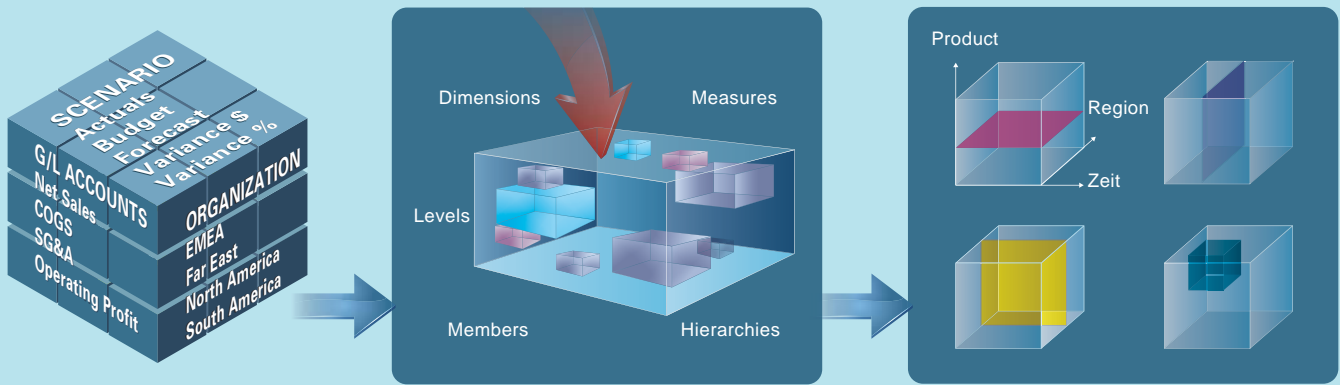 SCENARIO
Actuals
Budget
Forecast
Variance $
Variance %
G/L ACCOUNTS
Net Sales
COGS
SG&A
Operating Profit
ORGANIZATION
EMEA
Far East
North America
South America
Dimensions
Measures
Levels
Members
Hierarchies
Product
Region
Zeit